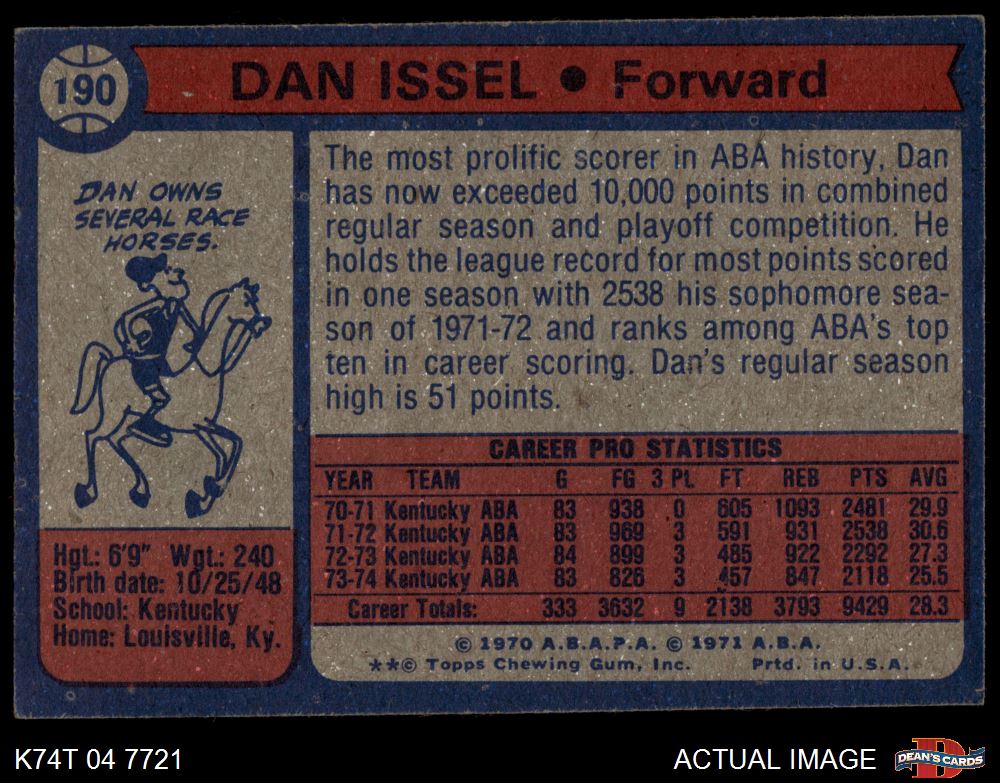 190
DAN ISSEL • Forward
DAN OWNS
SEVERAL RACE
HORSES.
The most prolific scorer in ABA history, Dan
has now exceeded 10,000 points in combined
regular season and playoff competition. He
holds the league record for most points scored
in one season with 2538 his sophomore sea-
son of 1971-72 and ranks among ABA's top
ten in career scoring. Dan's regular season
high is 51 points.
Hgt.: 6'9" Wgt.: 240
Birth date: 10/25/48
School: Kentucky
Home: Louisville, Ky.
CAREER PRO STATISTICS
YEAR TEAM G FG 3 Pt. FT REB PTS AVG
70-71 Kentucky ABA 83 938 0 605 1093 2481 29.9
71-72 Kentucky ABA 83 969 3 591 931 2538 30.6
72-73 Kentucky ABA 84 899 3 485 922 2292 27.3
73-74 Kentucky ABA 83 826 3 457 847 2118 25.5
Career Totals: 333 3632 9 2138 3793 9429 28.3
© 1970 A.B.A.P.A. © 1971 A.B.A.
**© Topps Chewing Gum, Inc. Prtd. in U.S.A.
K74T 04 7721
ACTUAL IMAGE
D
DEAN'S CARDS